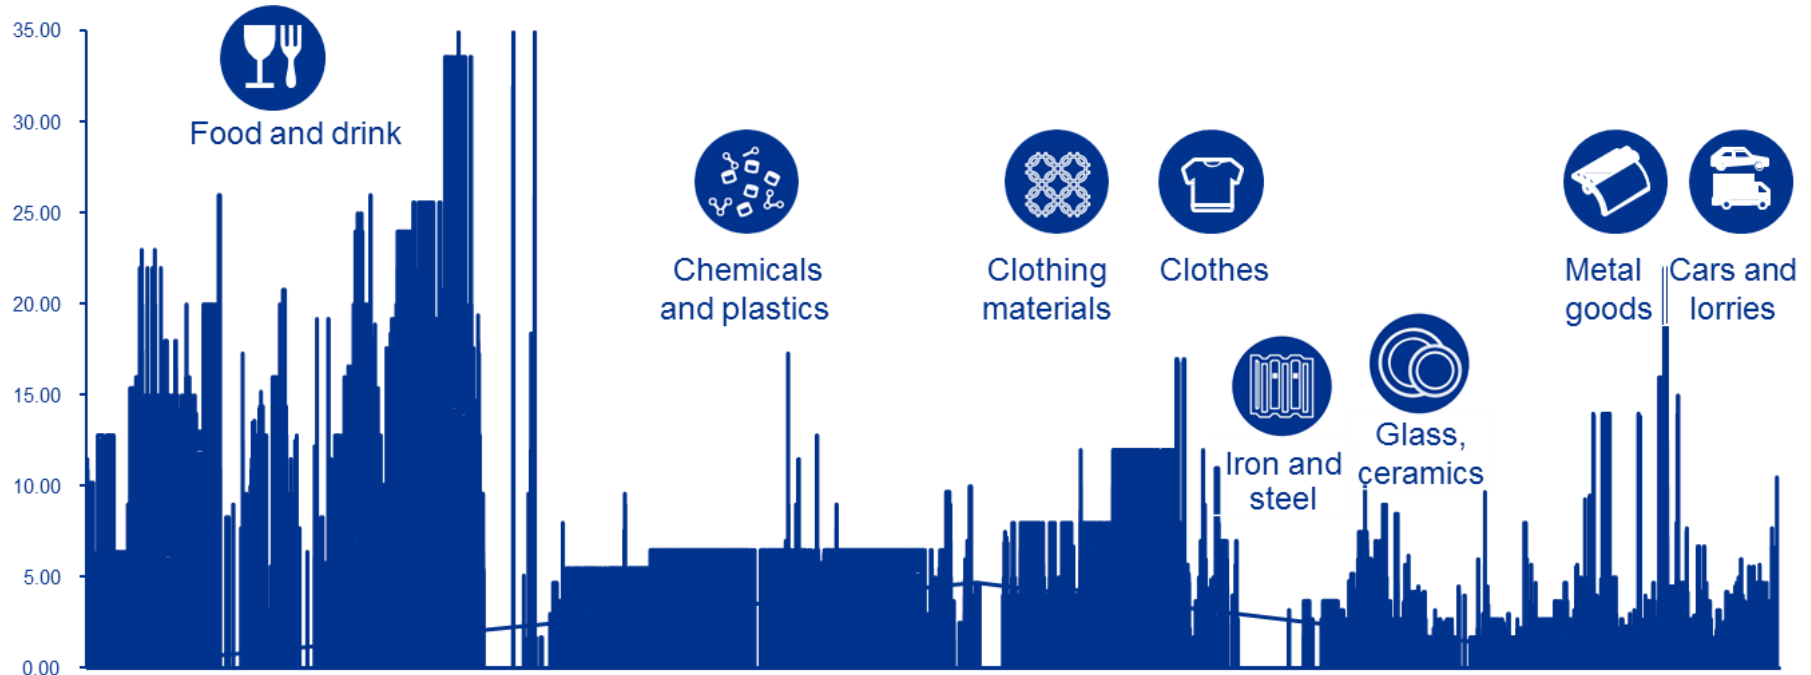 35.00
30.00
25.00
20.00
15.00
10.00
5.00
0.00
Food and drink
Chemicals
and plastics
Clothing
materials
Clothes
Iron and
steel
Glass,
ceramics
Metal
goods
Cars and
lorries